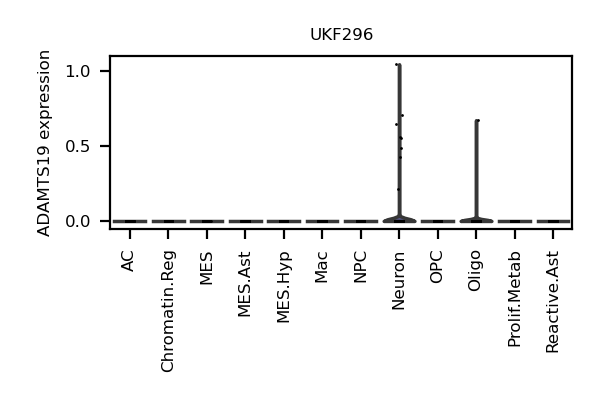 UKF296
ADAMTS19 expression
1.0
0.5
0.0
AC
Chromatin.Reg
MES
MES.Ast
MES.Hyp
Mac
NPC
Neuron
OPC
Oligo
Prolif.Metab
Reactive.Ast